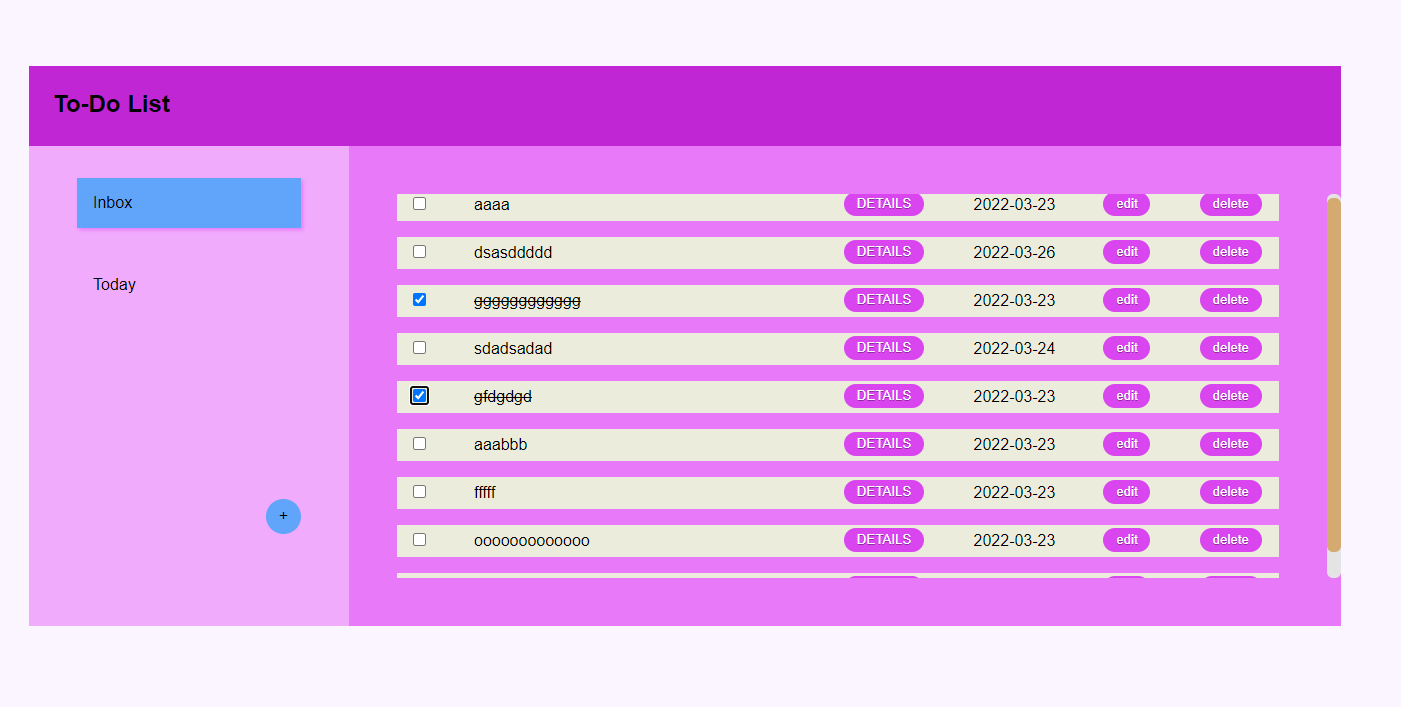 To-Do List
Inbox
Today
+
aaaa DETAILS 2022-03-23 edit delete
dsasddddd DETAILS 2022-03-26 edit delete
gggggggggggg DETAILS 2022-03-23 edit delete
sdadsadad DETAILS 2022-03-24 edit delete
gfdgdgd DETAILS 2022-03-23 edit delete
aaabbb DETAILS 2022-03-23 edit delete
fffff DETAILS 2022-03-23 edit delete
ooooooooooooo DETAILS 2022-03-23 edit delete